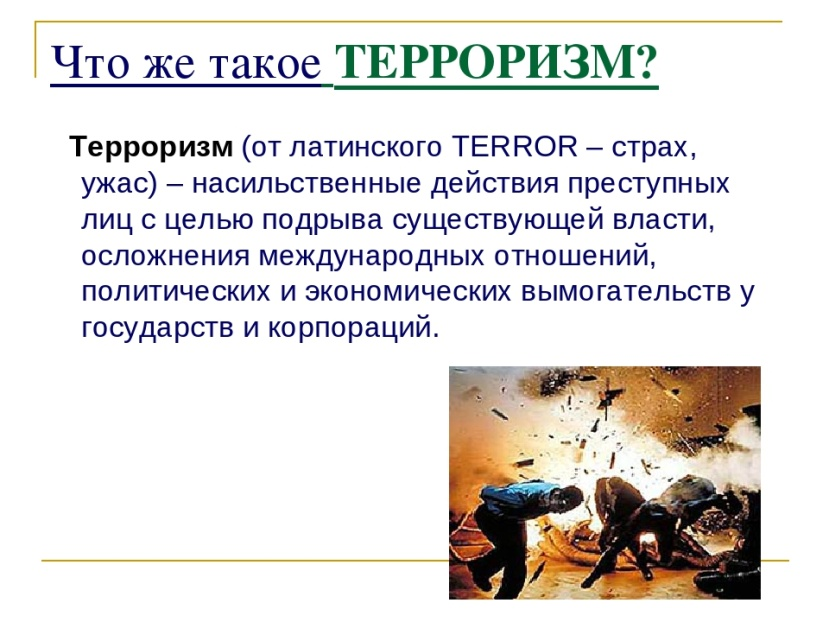 Что же такое ТЕРРОРИЗМ?
Терроризм (от латинского TERROR – страх,
ужас) – насильственные действия преступных
лиц с целью подрыва существующей власти,
осложнения международных отношений,
политических и экономических вымогательств у
государств и корпораций.